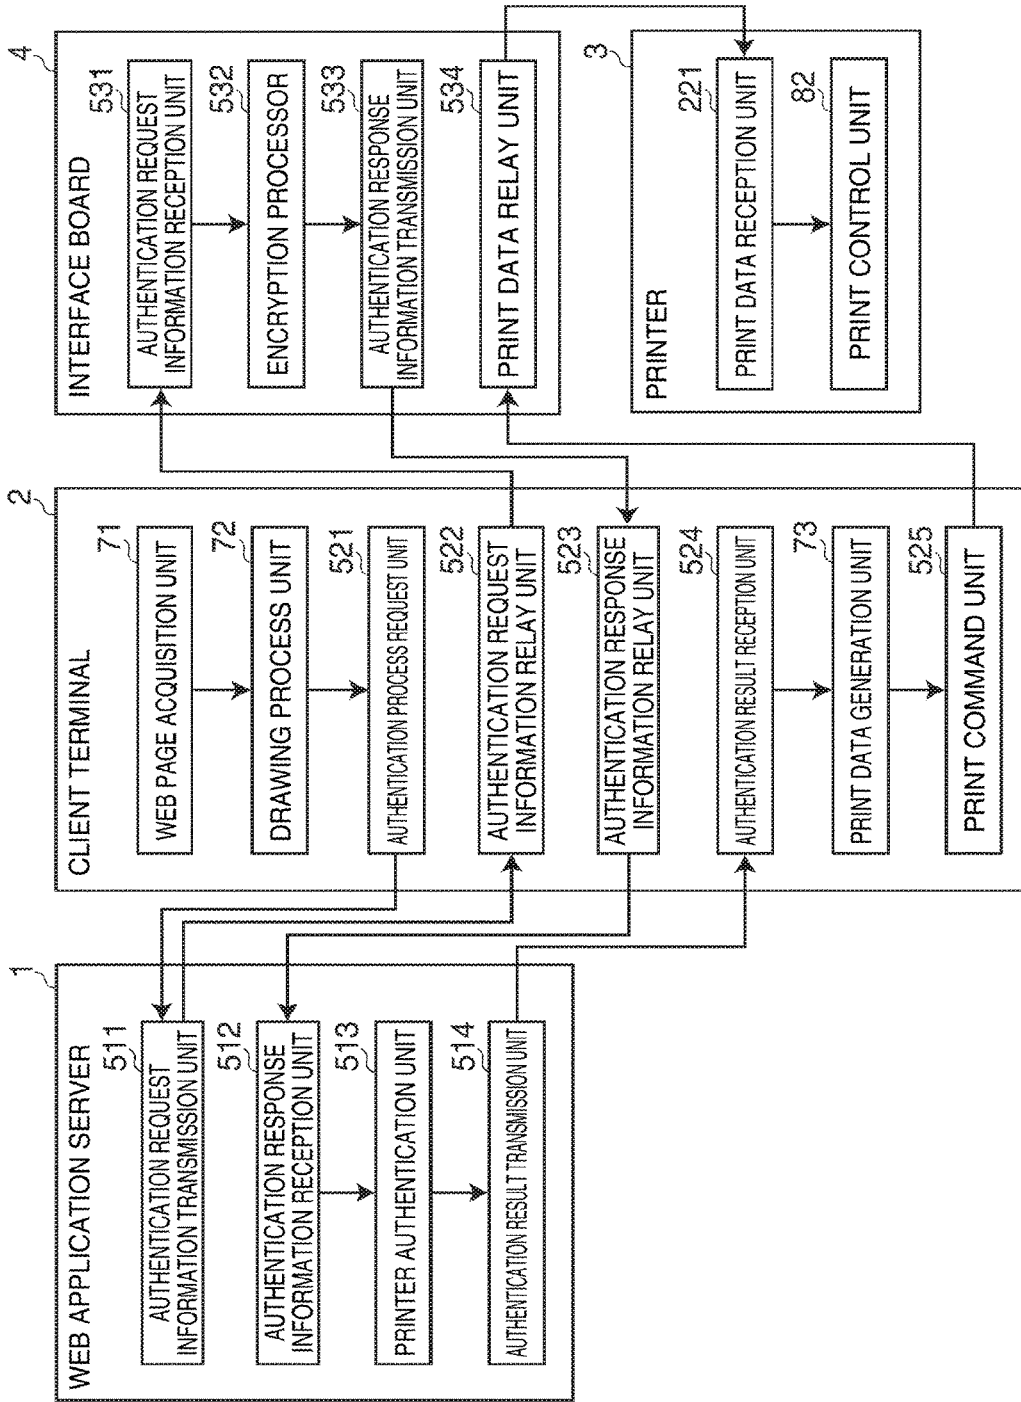 WEB APPLICATION SERVER
1
511
AUTHENTICATION REQUEST
INFORMATION TRANSMISSION UNIT
512
AUTHENTICATION RESPONSE
INFORMATION RECEPTION UNIT
513
PRINTER AUTHENTICATION UNIT
514
AUTHENTICATION RESULT TRANSMISSION UNIT
CLIENT TERMINAL
2
71
WEB PAGE ACQUISITION UNIT
72
DRAWING PROCESS UNIT
521
AUTHENTICATION PROCESS REQUEST UNIT
522
AUTHENTICATION REQUEST
INFORMATION RELAY UNIT
523
AUTHENTICATION RESPONSE
INFORMATION RELAY UNIT
524
AUTHENTICATION RESULT RECEPTION UNIT
73
PRINT DATA GENERATION UNIT
525
PRINT COMMAND UNIT
INTERFACE BOARD
4
531
AUTHENTICATION REQUEST
INFORMATION RECEPTION UNIT
532
ENCRYPTION PROCESSOR
533
AUTHENTICATION RESPONSE
INFORMATION TRANSMISSION UNIT
534
PRINT DATA RELAY UNIT
PRINTER
3
221
PRINT DATA RECEPTION UNIT
82
PRINT CONTROL UNIT